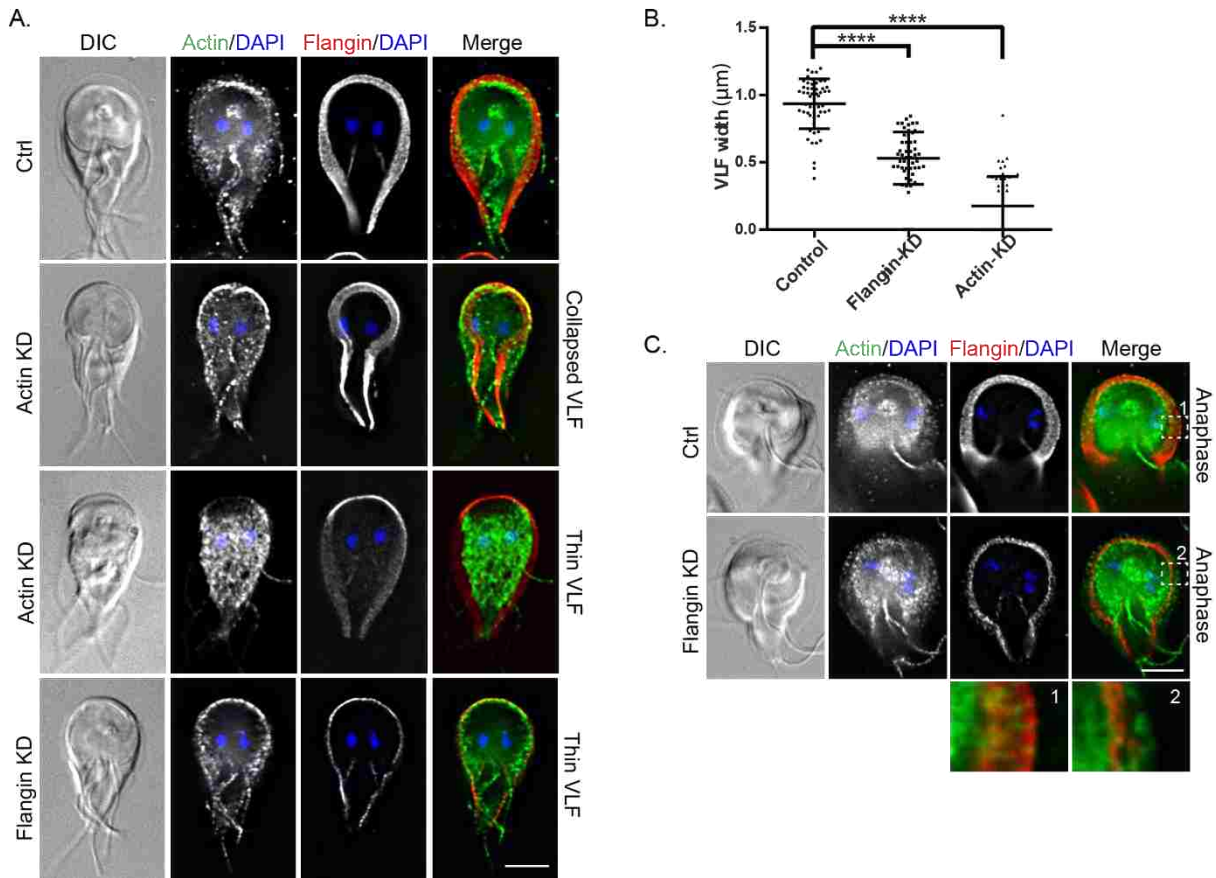 A.
DIC Actin/DAPI Flangin/DAPI Merge
Ctrl
Actin KD
Collapsed VLF
Actin KD
Thin VLF
Flangin KD
Thin VLF
B.
****
****
VLF width (µm)
1.5
1.0
0.5
0.0
Control
Flangin-KD
Actin-KD
C.
DIC Actin/DAPI Flangin/DAPI Merge
Ctrl
1
Anaphase
Flangin KD
2
Anaphase
1
2